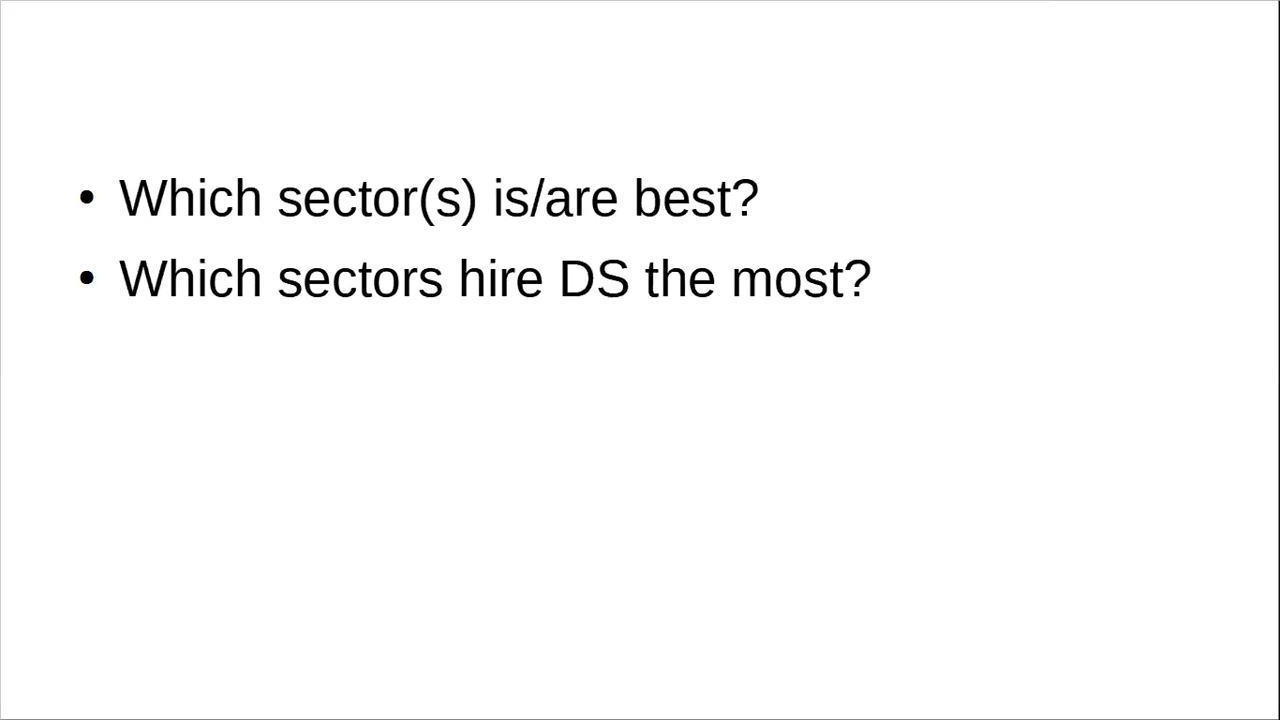 • Which sector(s) is/are best?
• Which sectors hire DS the most?